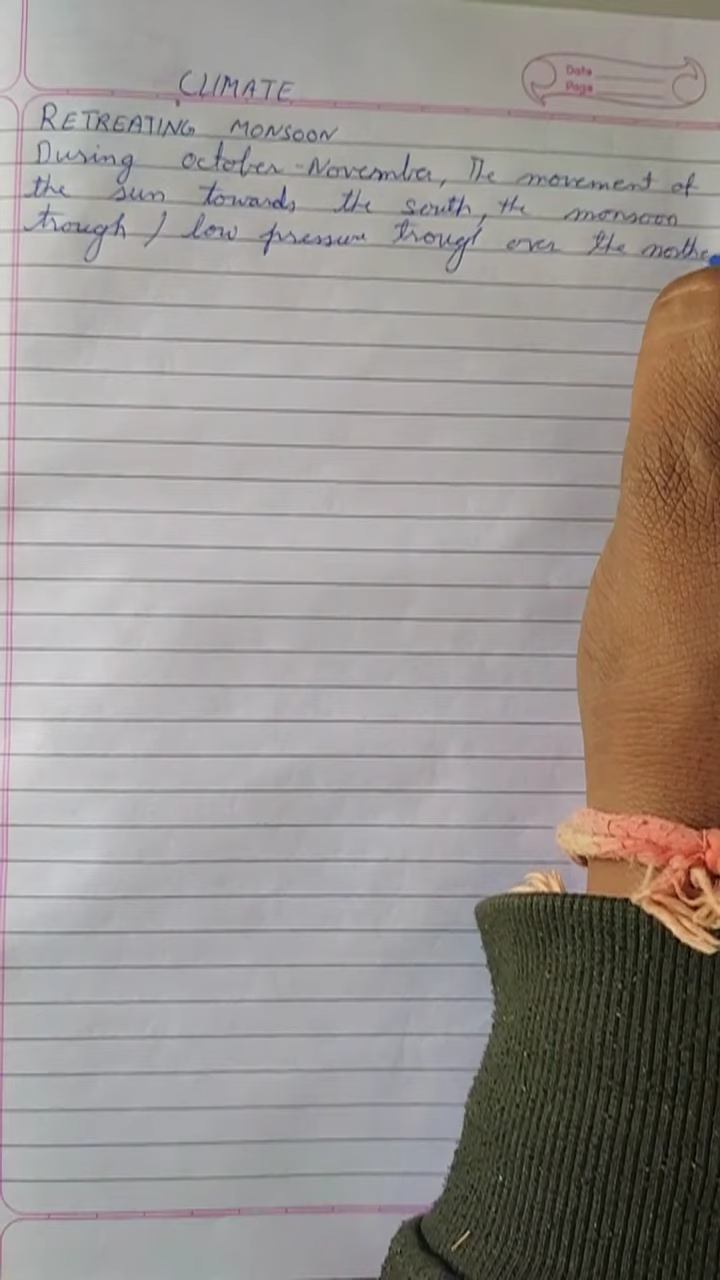 CLIMATE
Date
Page
RETREATING MONSOON
During october-November, The movement of
the sun towards the south, the monsoon
trough / low pressure trough over the northe